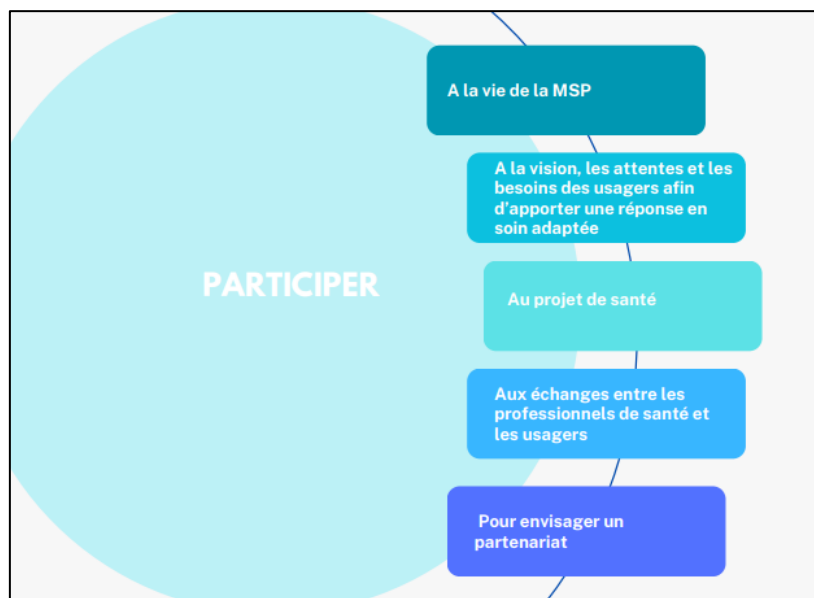 A la vie de la MSP
A la vision, les attentes et les
besoins des usagers afin
d'apporter une réponse en
soin adaptée
PARTICIPER
Au projet de santé
Aux échanges entre les
professionnels de santé et
les usagers
Pour envisager un
partenariat